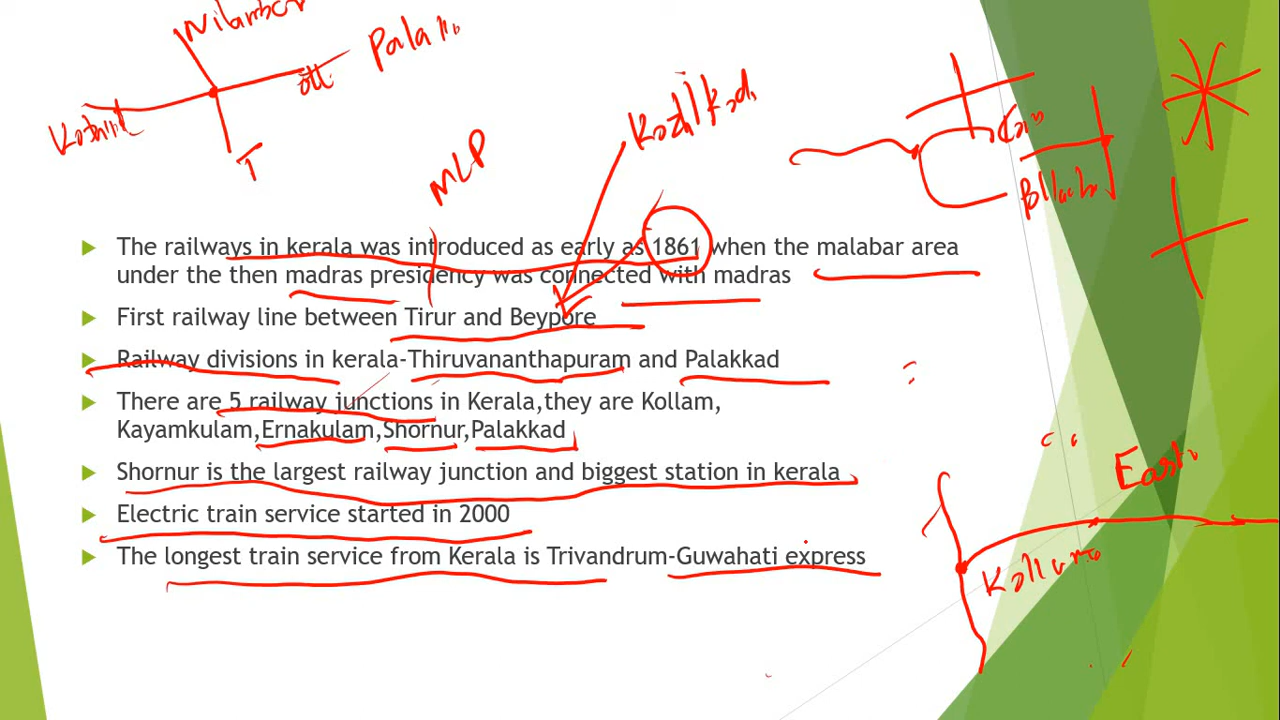 Nilambur
Kozhikod
MLP
T
The railways in kerala was introduced as early as 1861 when the malabar area
under the then madras presidency was connected with madras
First railway line between Tirur and Beypore
Railway divisions in kerala-Thiruvananthapuram and Palakkad
There are 5 railway junctions in Kerala,they are Kollam,
Kayamkulam,Ernakulam,Shornur,Palakkad
Shornur is the largest railway junction and biggest station in kerala
Electric train service started in 2000
East
The longest train service from Kerala is Trivandrum-Guwahati express